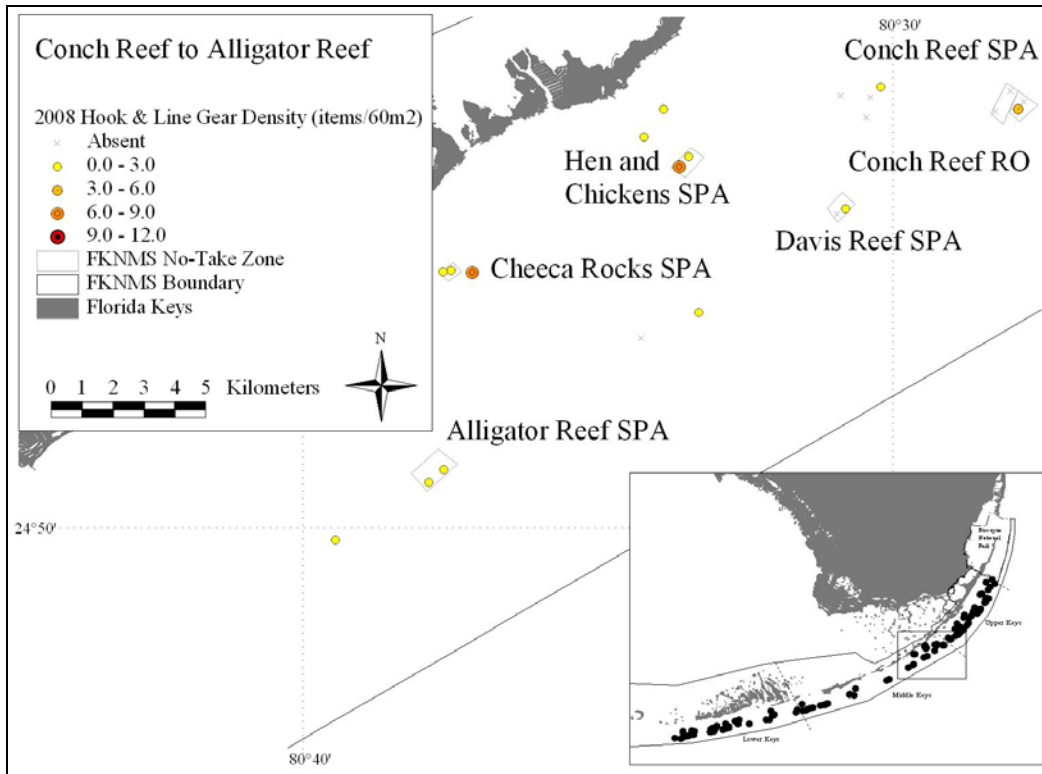 Conch Reef to Alligator Reef
2008 Hook & Line Gear Density (items/60m2)
Absent
0.0 - 3.0
3.0 - 6.0
6.0 - 9.0
9.0 - 12.0
FKNMS No-Take Zone
FKNMS Boundary
Florida Keys
N
0 1 2 3 4 5 Kilometers
80°30'
Conch Reef SPA
Conch Reef RO
Hen and
Chickens SPA
Davis Reef SPA
Cheeca Rocks SPA
Alligator Reef SPA
24°50'
80°40'
Biscayne
National
Park
Upper Keys
Middle Keys
Lower Keys